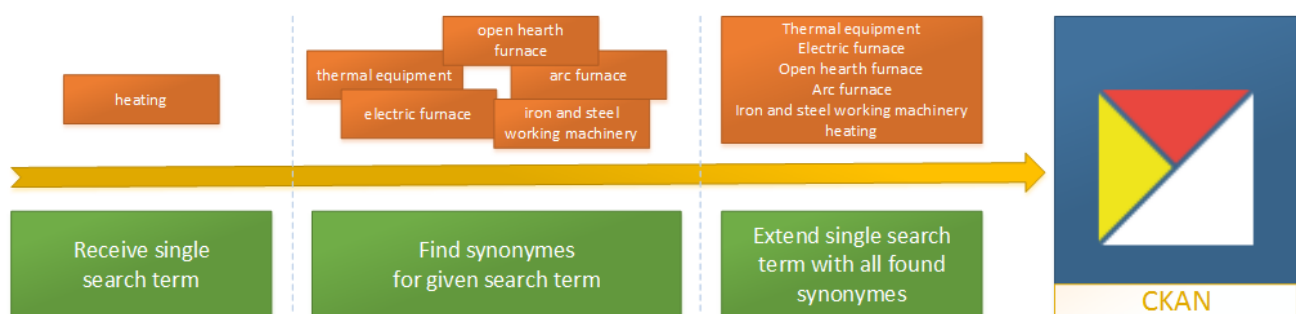 heating
open hearth
furnace
thermal equipment
arc furnace
electric furnace
iron and steel
working machinery
Thermal equipment
Electric furnace
Open hearth furnace
Arc furnace
Iron and steel working machinery
heating
Receive single
search term
Find synonymes
for given search term
Extend single search
term with all found
synonymes
CKAN